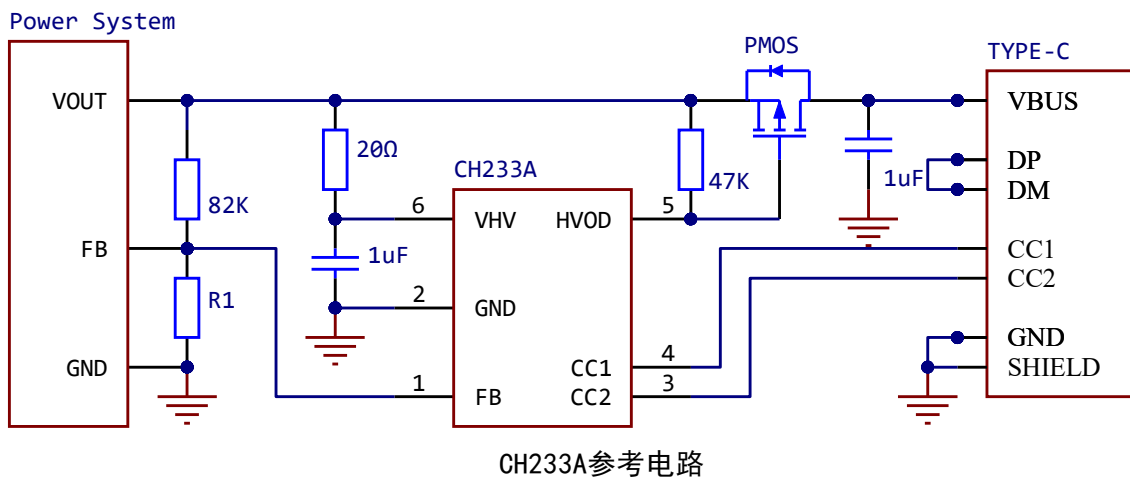 Power System
PMOS
TYPE-C
VOUT
VBUS
20Ω
DP
CH233A
1uF
47K
DM
82K
6
VHV
HVOD
5
FB
1uF
CC1
CC2
R1
2
GND
GND
4
CC1
GND
SHIELD
1
FB
3
CC2
CH233A参考电路